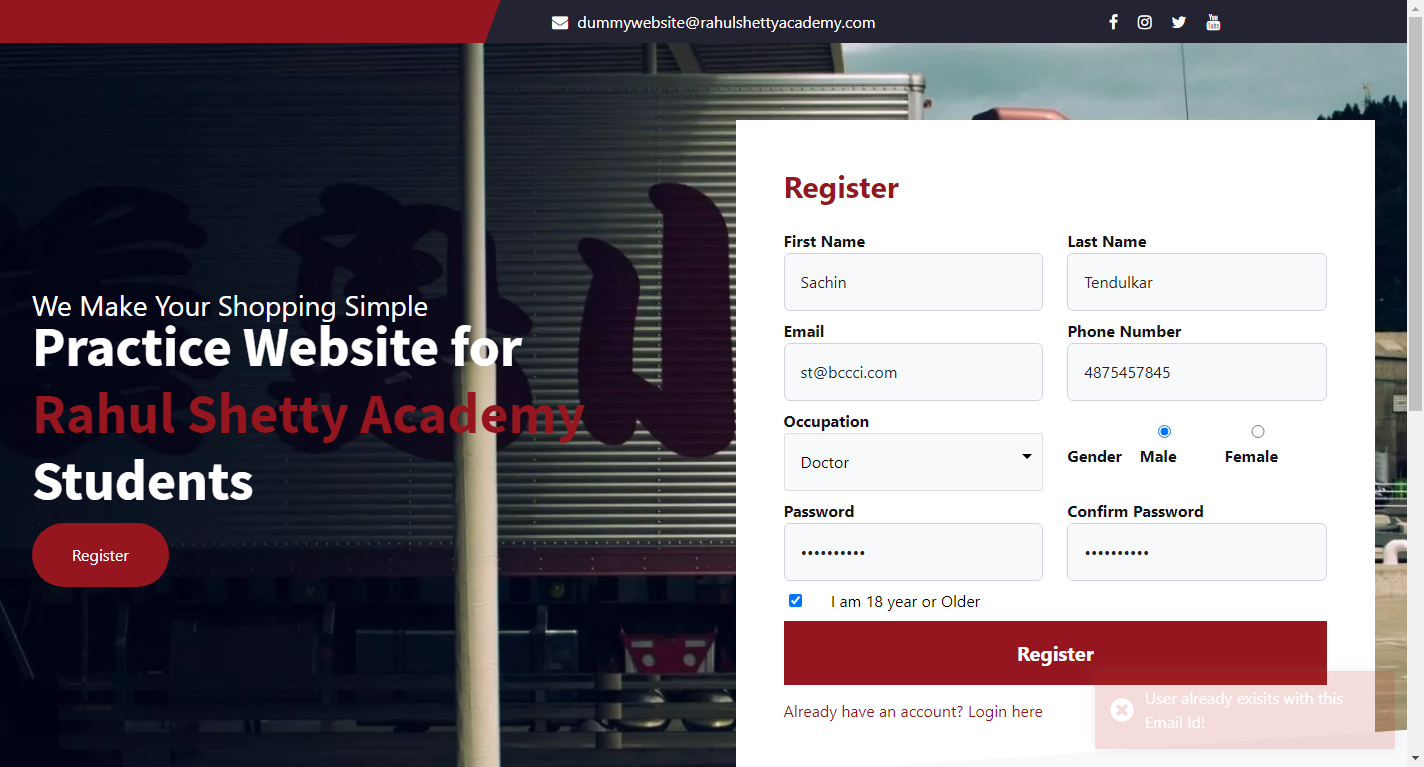 dummywebsite@rahulshettyacademy.com
You
Tube
We Make Your Shopping Simple
Practice Website for
Rahul Shetty Academy
Students
Register
Register
First Name
Last Name
Sachin
Tendulkar
Email
Phone Number
st@bccci.com
4875457845
Occupation
Doctor
Gender Male Female
Password
Confirm Password
I am 18 year or Older
Register
Already have an account? Login here
User already exisits with this
Email Id!